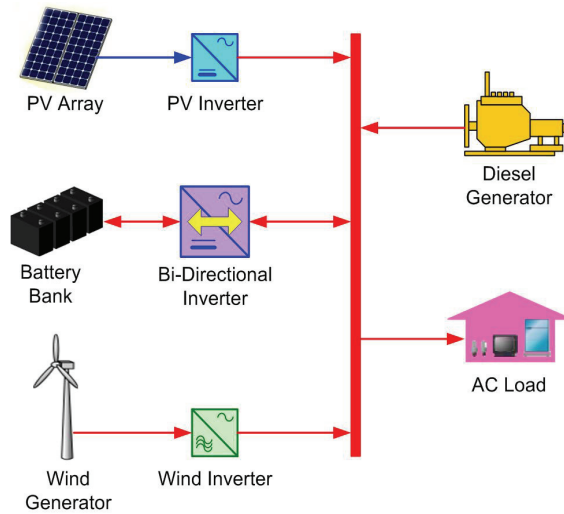 PV Array
PV Inverter
Diesel
Generator
Battery
Bank
Bi-Directional
Inverter
AC Load
Wind
Generator
Wind Inverter